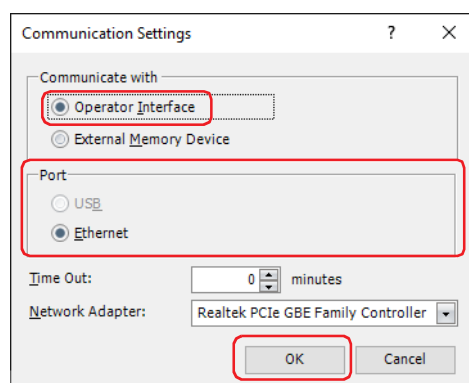 Communication Settings ? ×
Communicate with
Operator Interface
External Memory Device
Port
USB
Ethernet
Time Out: 0 minutes
Network Adapter: Realtek PCIe GBE Family Controller
OK Cancel